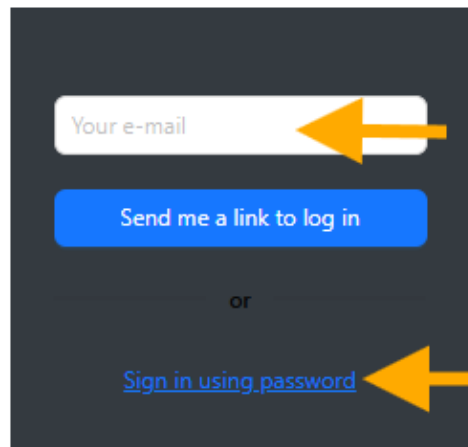 Your e-mail
Send me a link to log in
or
Sign in using password